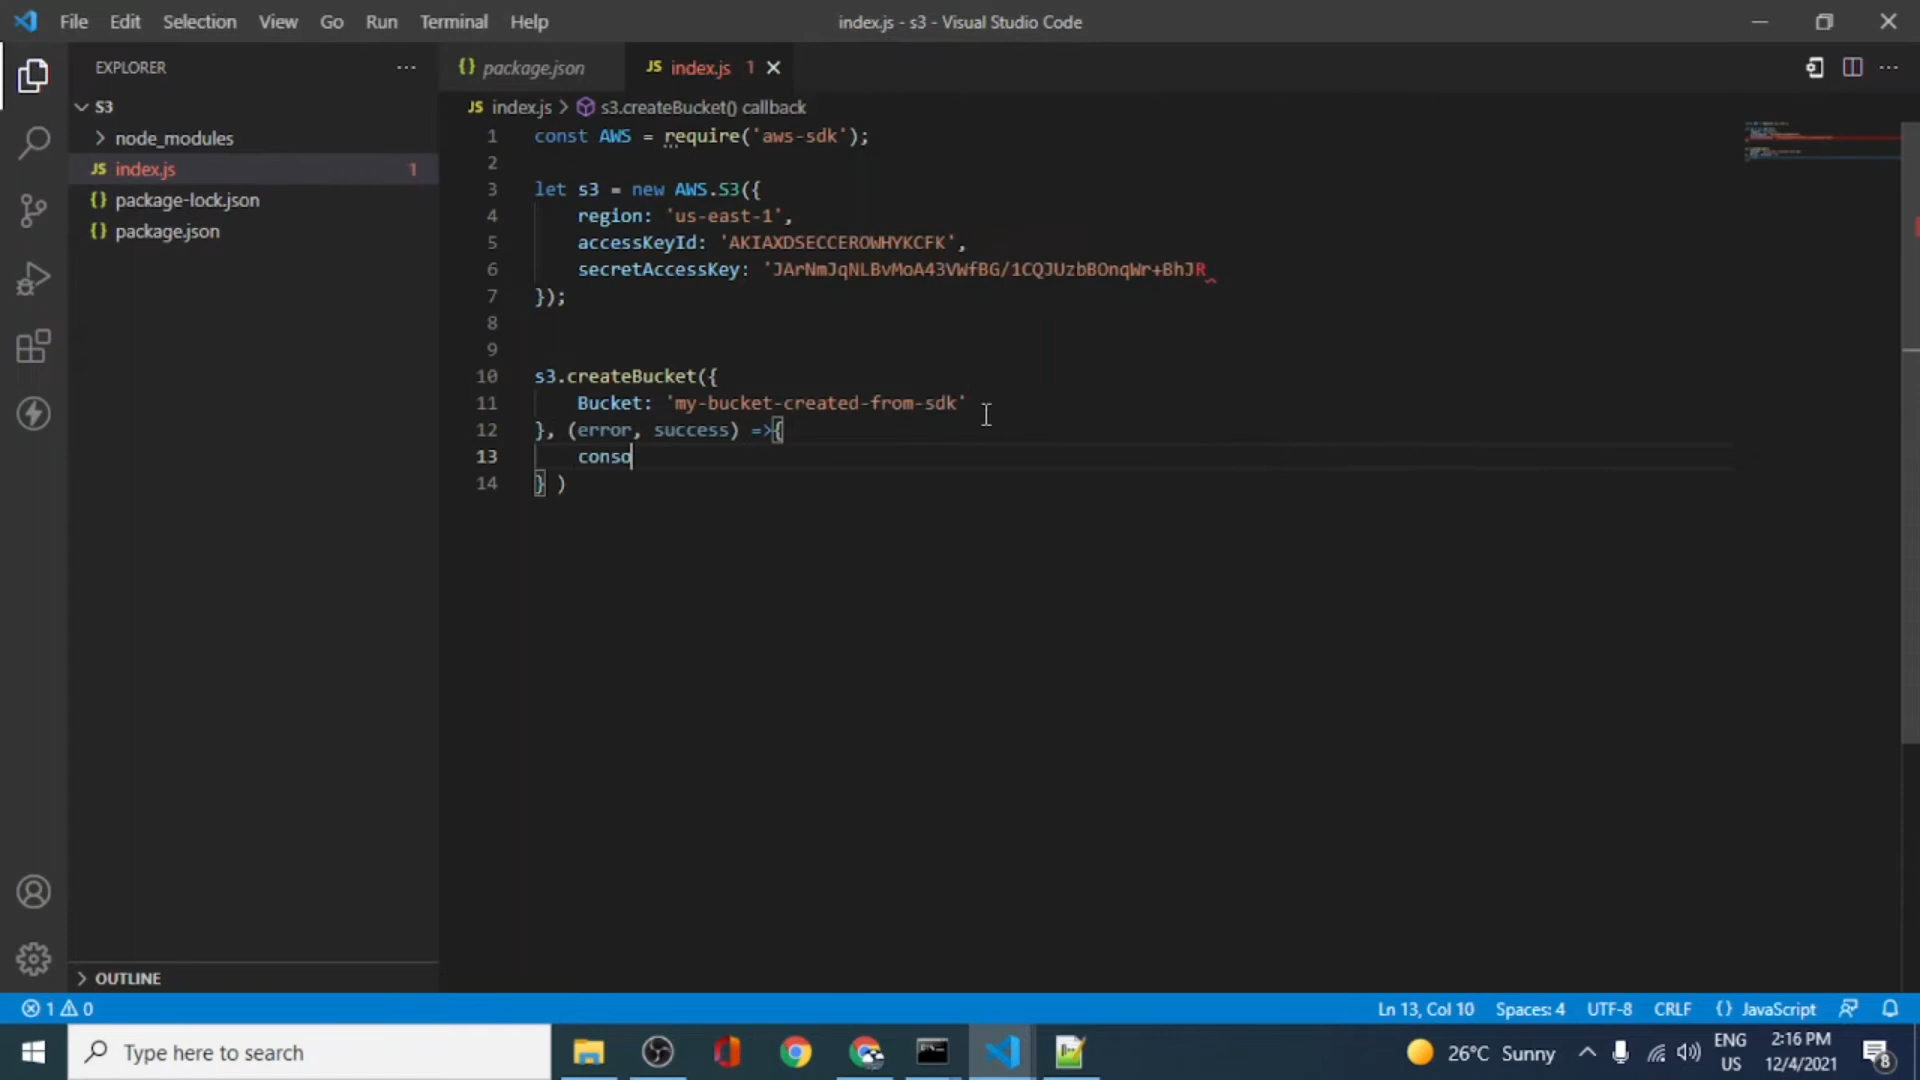 File Edit Selection View Go Run Terminal Help
index.js - s3 - Visual Studio Code
EXPLORER
S3
node_modules
JS index.js 1
{} package-lock.json
{} package.json
OUTLINE
{} package.json
JS index.js 1
JS index.js > s3.createBucket() callback
1 const AWS = require('aws-sdk');
2
3 let s3 = new AWS.S3({
4 region: 'us-east-1',
5 accessKeyId: 'AKIAXDSECCEROWHYKCFK',
6 secretAccessKey: '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
7 });
8
9
10 s3.createBucket({
11 Bucket: 'my-bucket-created-from-sdk'
12 }, (error, success) =>{
13 conso
14 } )
1 0
Ln 13, Col 10 Spaces: 4 UTF-8 CRLF {} JavaScript
Type here to search
26°C Sunny
ENG
US
2:16 PM
12/4/2021
8